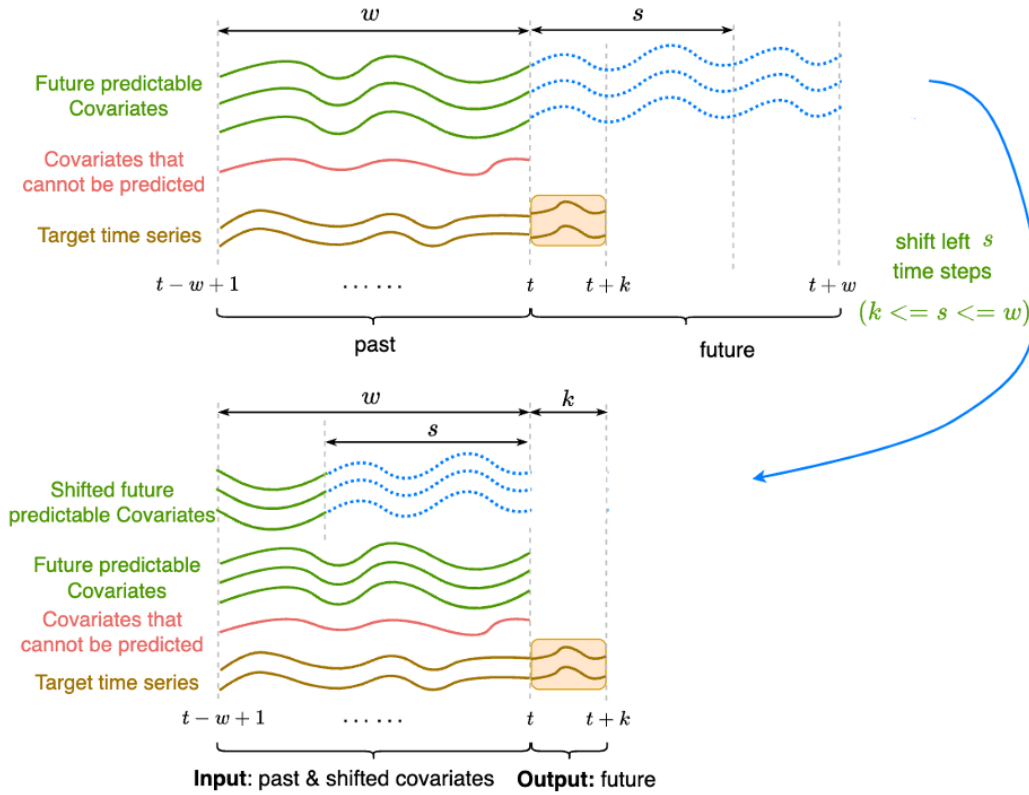 w
s
Future predictable
Covariates
Covariates that
cannot be predicted
Target time series
t − w + 1
......
t
t + k
t + w
past
future
shift left s
time steps
(k <= s <= w)
w
k
s
Shifted future
predictable Covariates
Future predictable
Covariates
Covariates that
cannot be predicted
Target time series
t − w + 1
......
t
t + k
Input: past & shifted covariates
Output: future